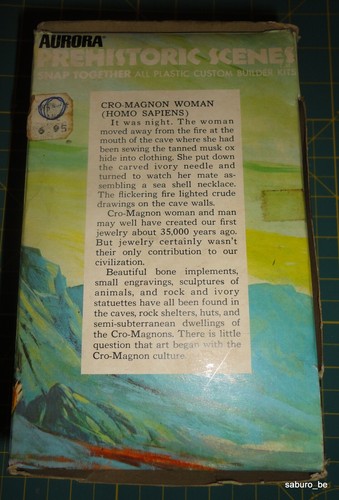 AURORA
PREHISTORIC SCENES
SNAP TOGETHER ALL PLASTIC CUSTOM BUILDER KITS
6.95
CRO-MAGNON WOMAN
(HOMO SAPIENS)
It was night. The woman
moved away from the fire at the
mouth of the cave where she had
been sewing the tanned musk ox
hide into clothing. She put down
the carved ivory needle and
turned to watch her mate as-
sembling a sea shell necklace.
The flickering fire lighted crude
drawings on the cave walls.
Cro-Magnon woman and man
may well have created our first
jewelry about 35,000 years ago.
But jewelry certainly wasn't
their only contribution to our
civilization.
Beautiful bone implements,
small engravings, sculptures of
animals, and rock and ivory
statuettes have all been found in
the caves, rock shelters, huts, and
semi-subterranean dwellings of
the Cro-Magnons. There is little
question that art began with the
Cro-Magnon culture.
saburo_be